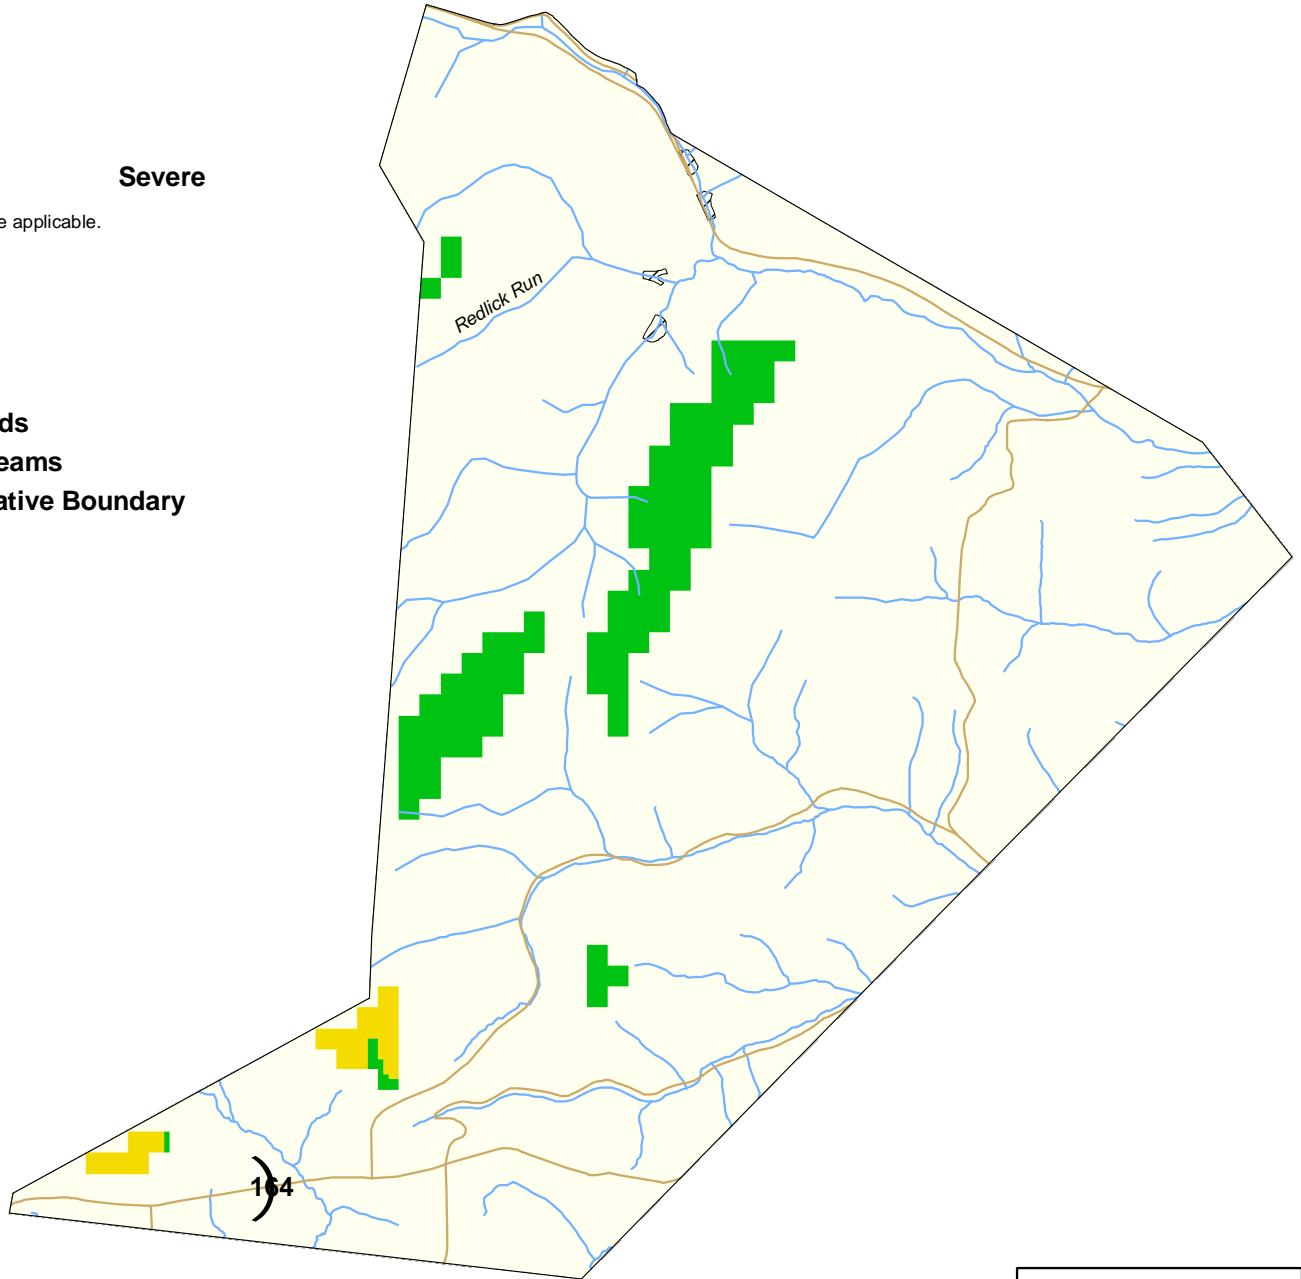 Severe
e applicable.
Redlick Run
ds
eams
ative Boundary
164